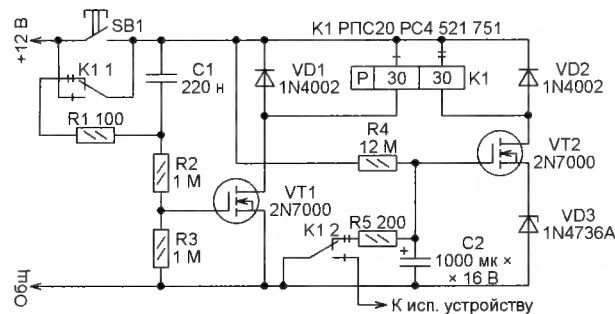 +12 В
SB1
K1 РПС20 РС4 521 751
K1 1
C1
220 н
VD1
1N4002
P 30 30 K1
VD2
1N4002
R1 100
R4
12 М
R2
1 М
VT1
2N7000
VT2
2N7000
R3
1 М
K1 2
R5 200
+
C2
1000 мк ×
× 16 В
VD3
1N4736A
Общ
К исп. устройству